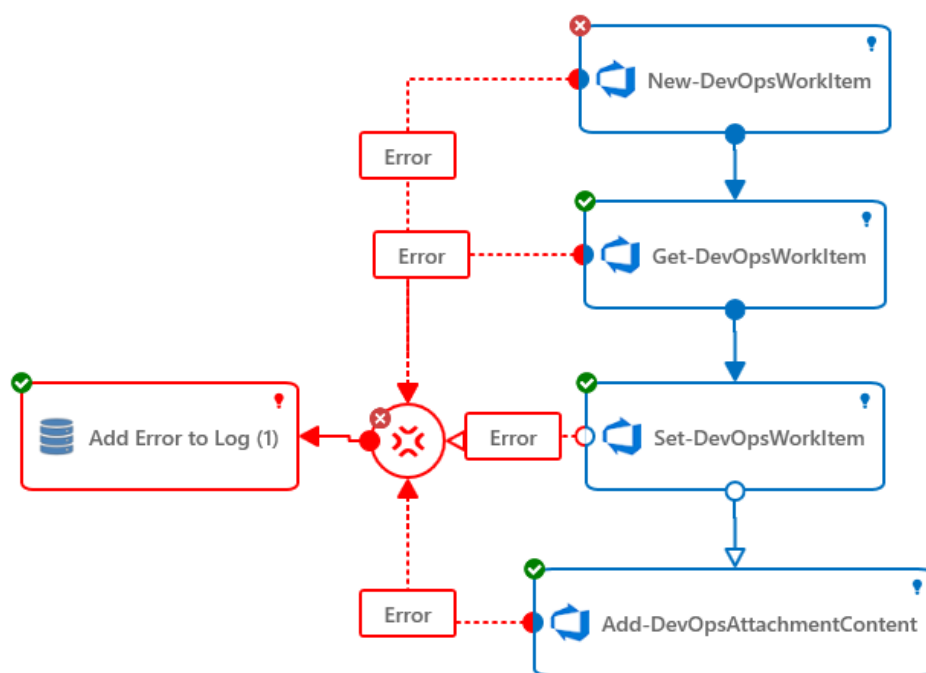 New-DevOpsWorkItem
Error
Get-DevOpsWorkItem
Error
Add Error to Log (1)
Error
Set-DevOpsWorkItem
Error
Add-DevOpsAttachmentContent